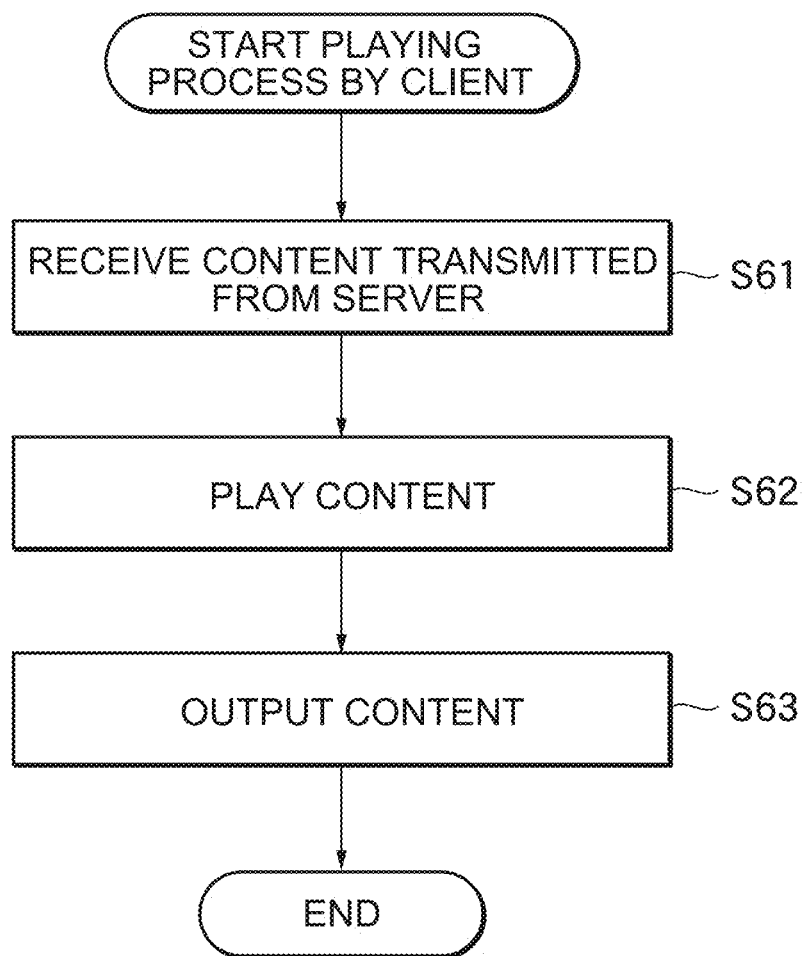 START PLAYING
PROCESS BY CLIENT
RECEIVE CONTENT TRANSMITTED
FROM SERVER
S61
PLAY CONTENT
S62
OUTPUT CONTENT
S63
END